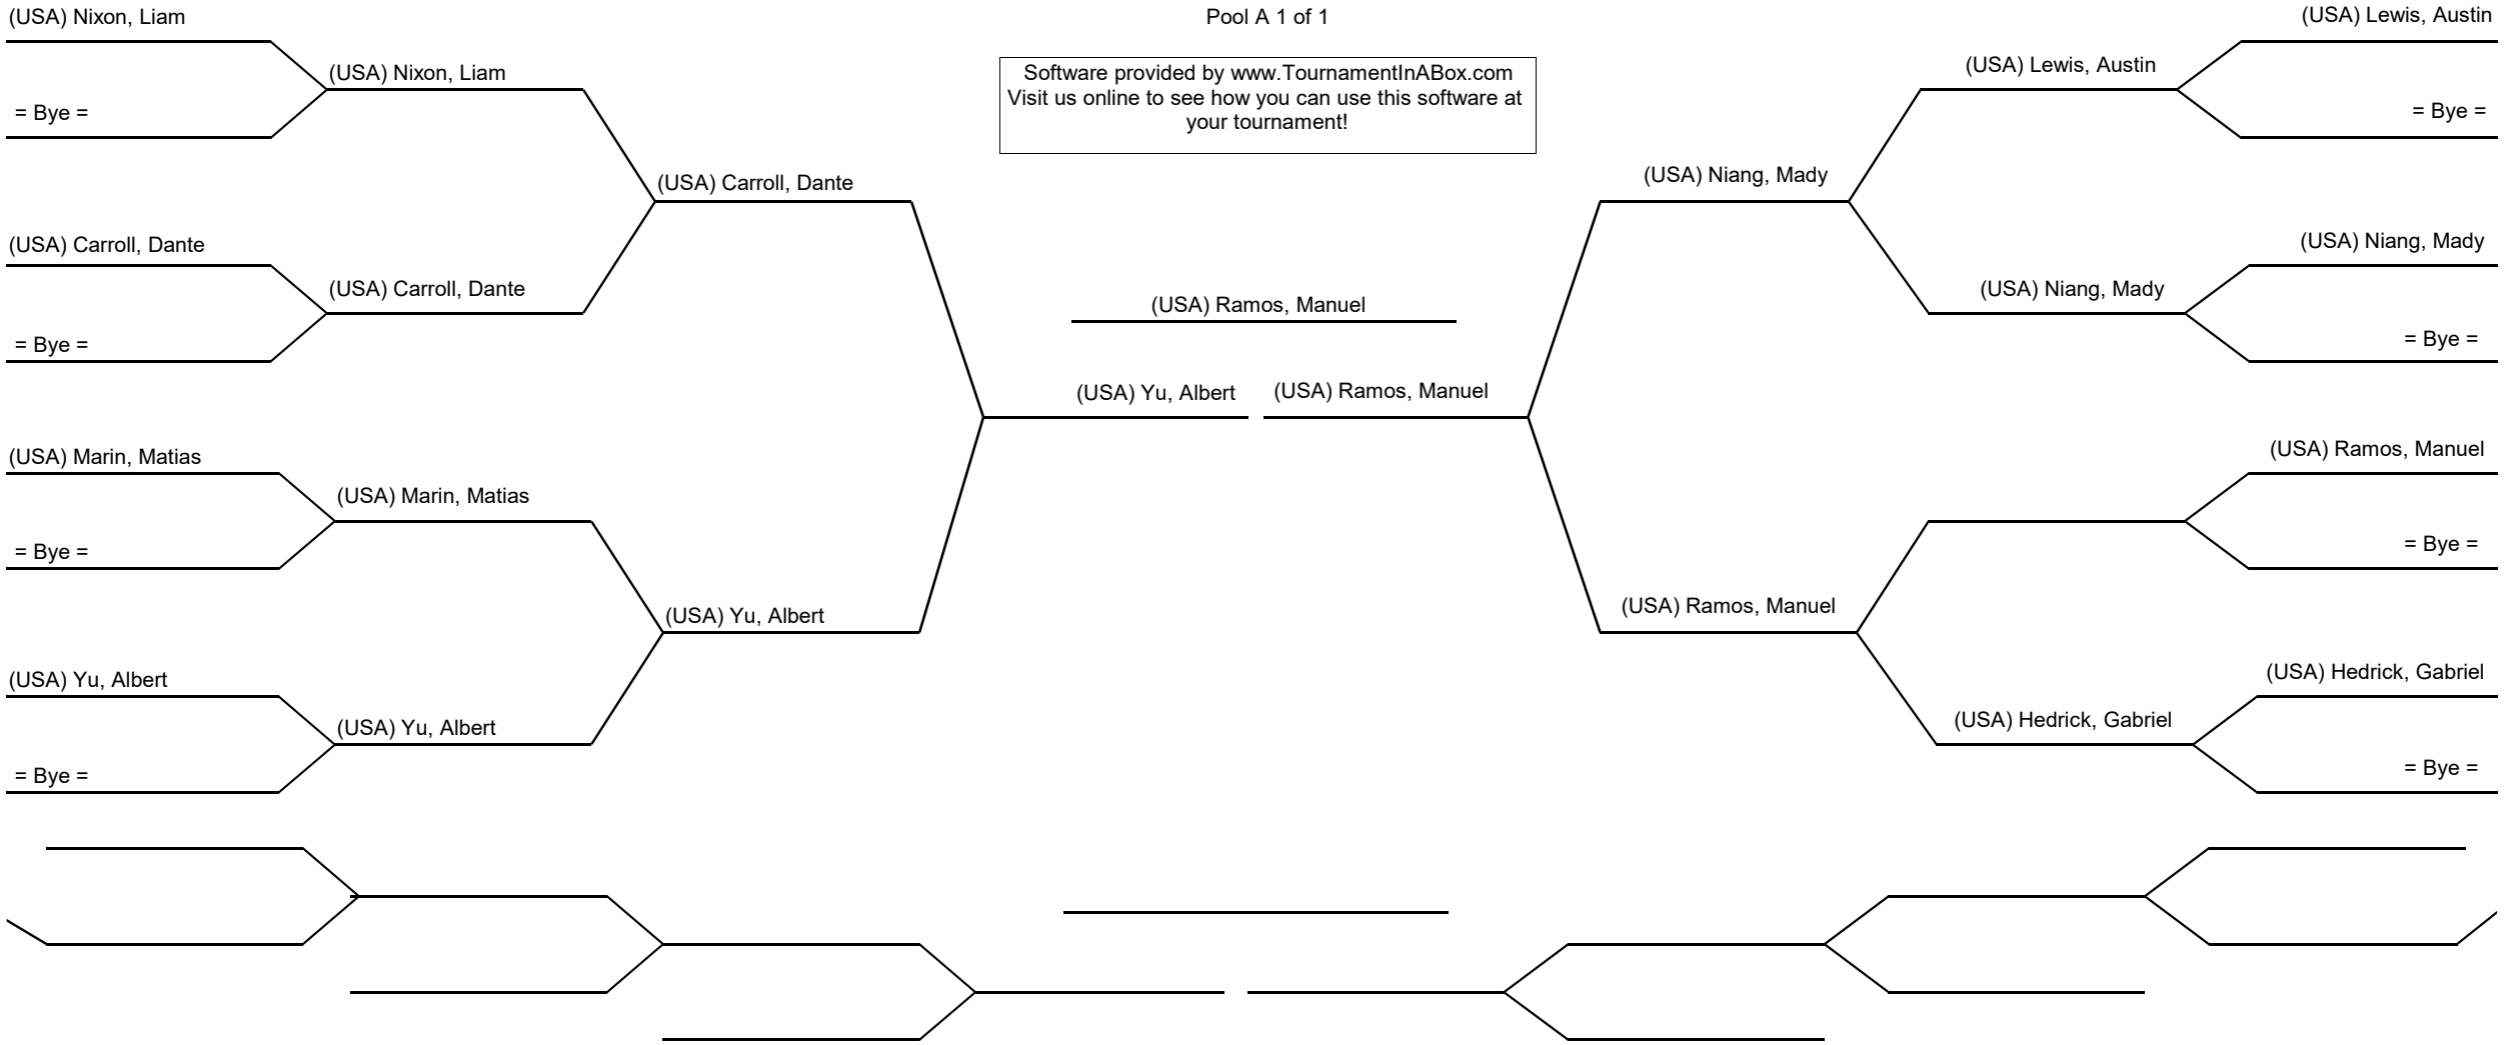 (USA) Nixon, Liam
Pool A 1 of 1
(USA) Lewis, Austin
(USA) Nixon, Liam
Software provided by www.TournamentInABox.com
Visit us online to see how you can use this software at
your tournament!
(USA) Lewis, Austin
= Bye =
= Bye =
(USA) Carroll, Dante
(USA) Niang, Mady
(USA) Carroll, Dante
(USA) Niang, Mady
(USA) Carroll, Dante
(USA) Niang, Mady
(USA) Ramos, Manuel
= Bye =
= Bye =
(USA) Yu, Albert
(USA) Ramos, Manuel
(USA) Marin, Matias
(USA) Ramos, Manuel
(USA) Marin, Matias
= Bye =
= Bye =
(USA) Yu, Albert
(USA) Ramos, Manuel
(USA) Yu, Albert
(USA) Hedrick, Gabriel
(USA) Yu, Albert
(USA) Hedrick, Gabriel
= Bye =
= Bye =